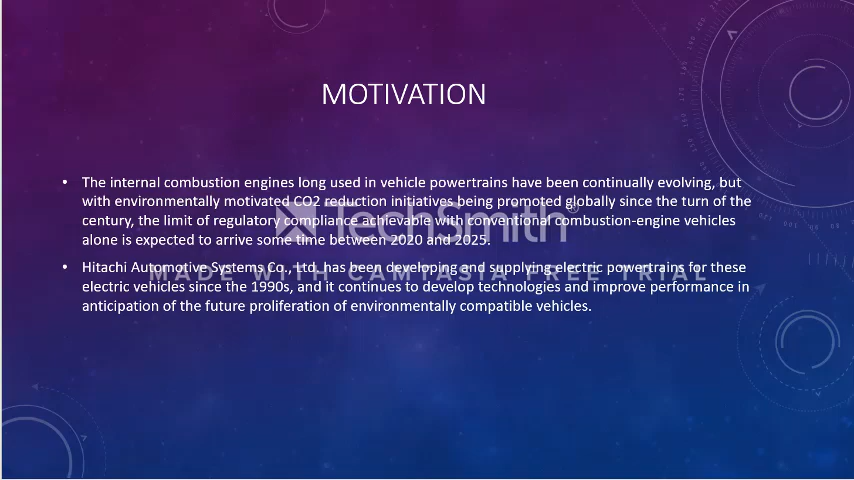 MOTIVATION
• The internal combustion engines long used in vehicle powertrains have been continually evolving, but
with environmentally motivated CO2 reduction initiatives being promoted globally since the turn of the
century, the limit of regulatory compliance achievable with conventional combustion-engine vehicles
alone is expected to arrive some time between 2020 and 2025.
TechSmith®
• Hitachi Automotive Systems Co., Ltd. has been developing and supplying electric powertrains for these
MADE WITH CAMTASIA FREE TRIAL
electric vehicles since the 1990s, and it continues to develop technologies and improve performance in
anticipation of the future proliferation of environmentally compatible vehicles.